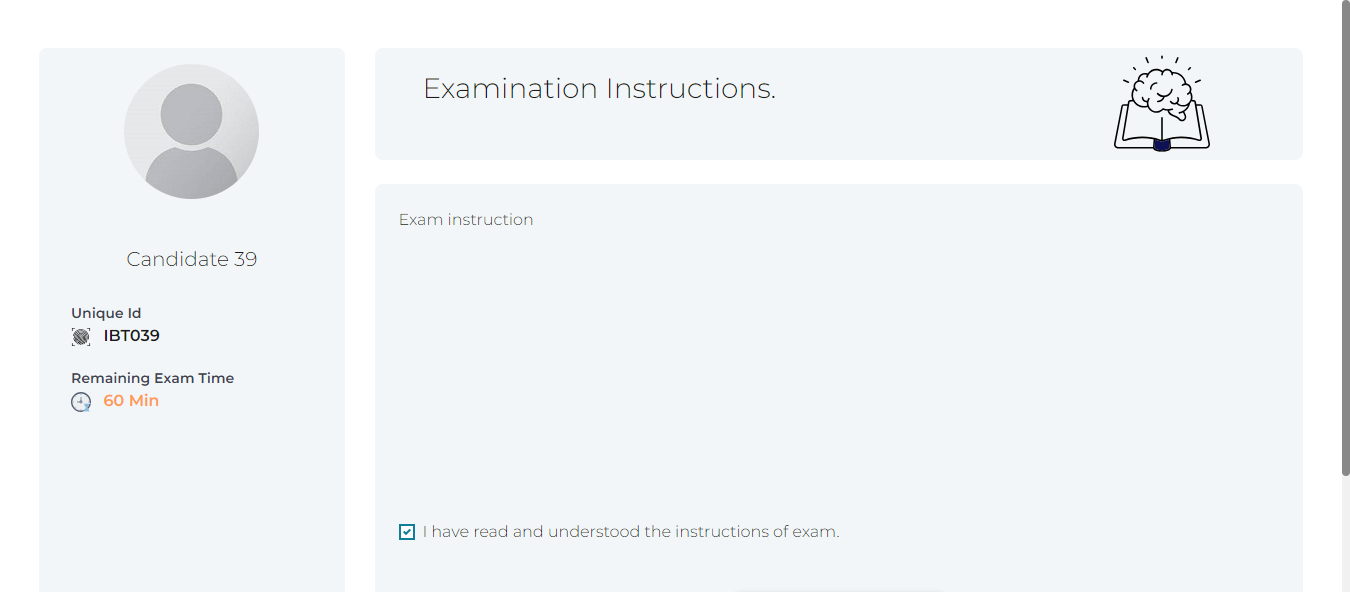 Candidate 39
Unique Id
IBT039
Remaining Exam Time
60 Min
Examination Instructions.
Exam instruction
I have read and understood the instructions of exam.